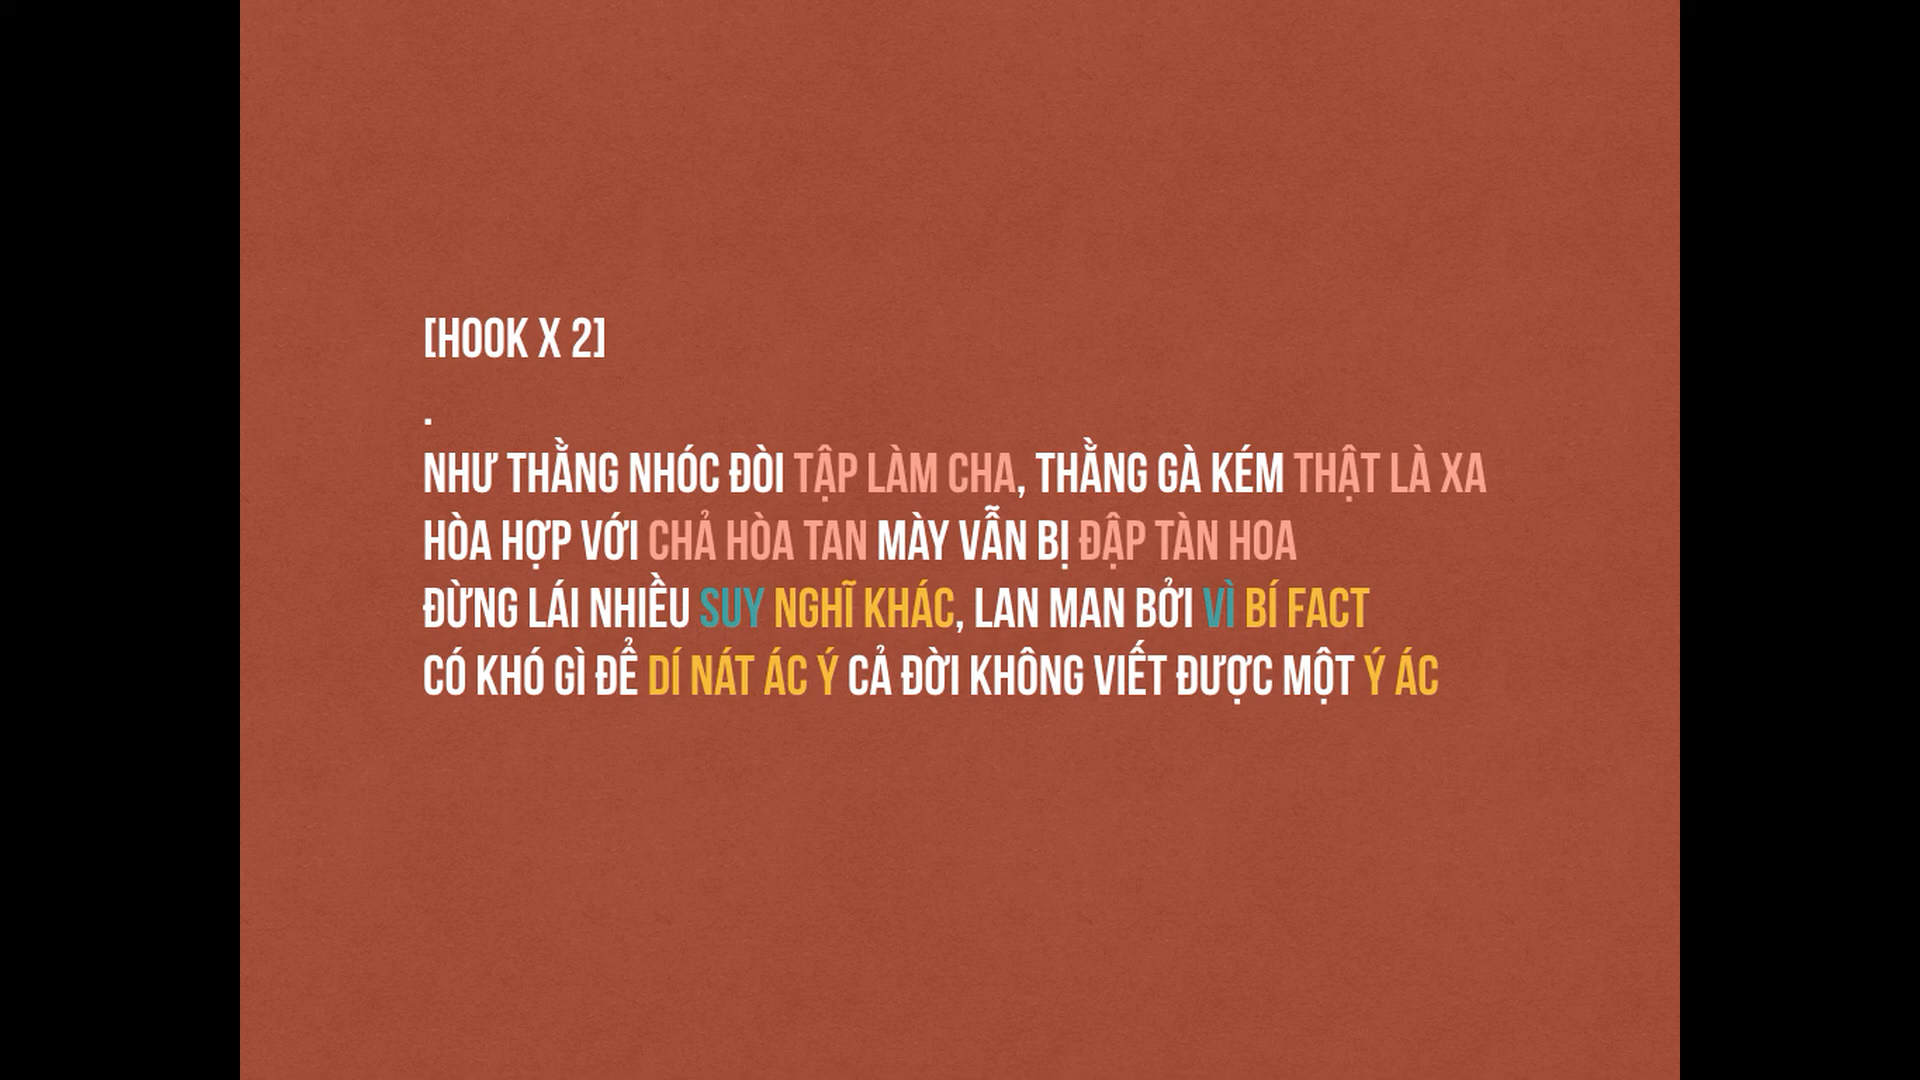 [HOOK X 2]
.
NHƯ THẰNG NHÓC ĐÒI TẬP LÀM CHA, THẰNG GÀ KÉM THẬT LÀ XA
HÒA HỢP VỚI CHẢ HÒA TAN MÀY VẪN BỊ ĐẬP TÀN HOA
ĐỪNG LÁI NHIỀU SUY NGHĨ KHÁC, LAN MAN BỞI VÌ BÍ FACT
CÓ KHÓ GÌ ĐỂ DÍ NÁT ÁC Ý CẢ ĐỜI KHÔNG VIẾT ĐƯỢC MỘT Ý ÁC